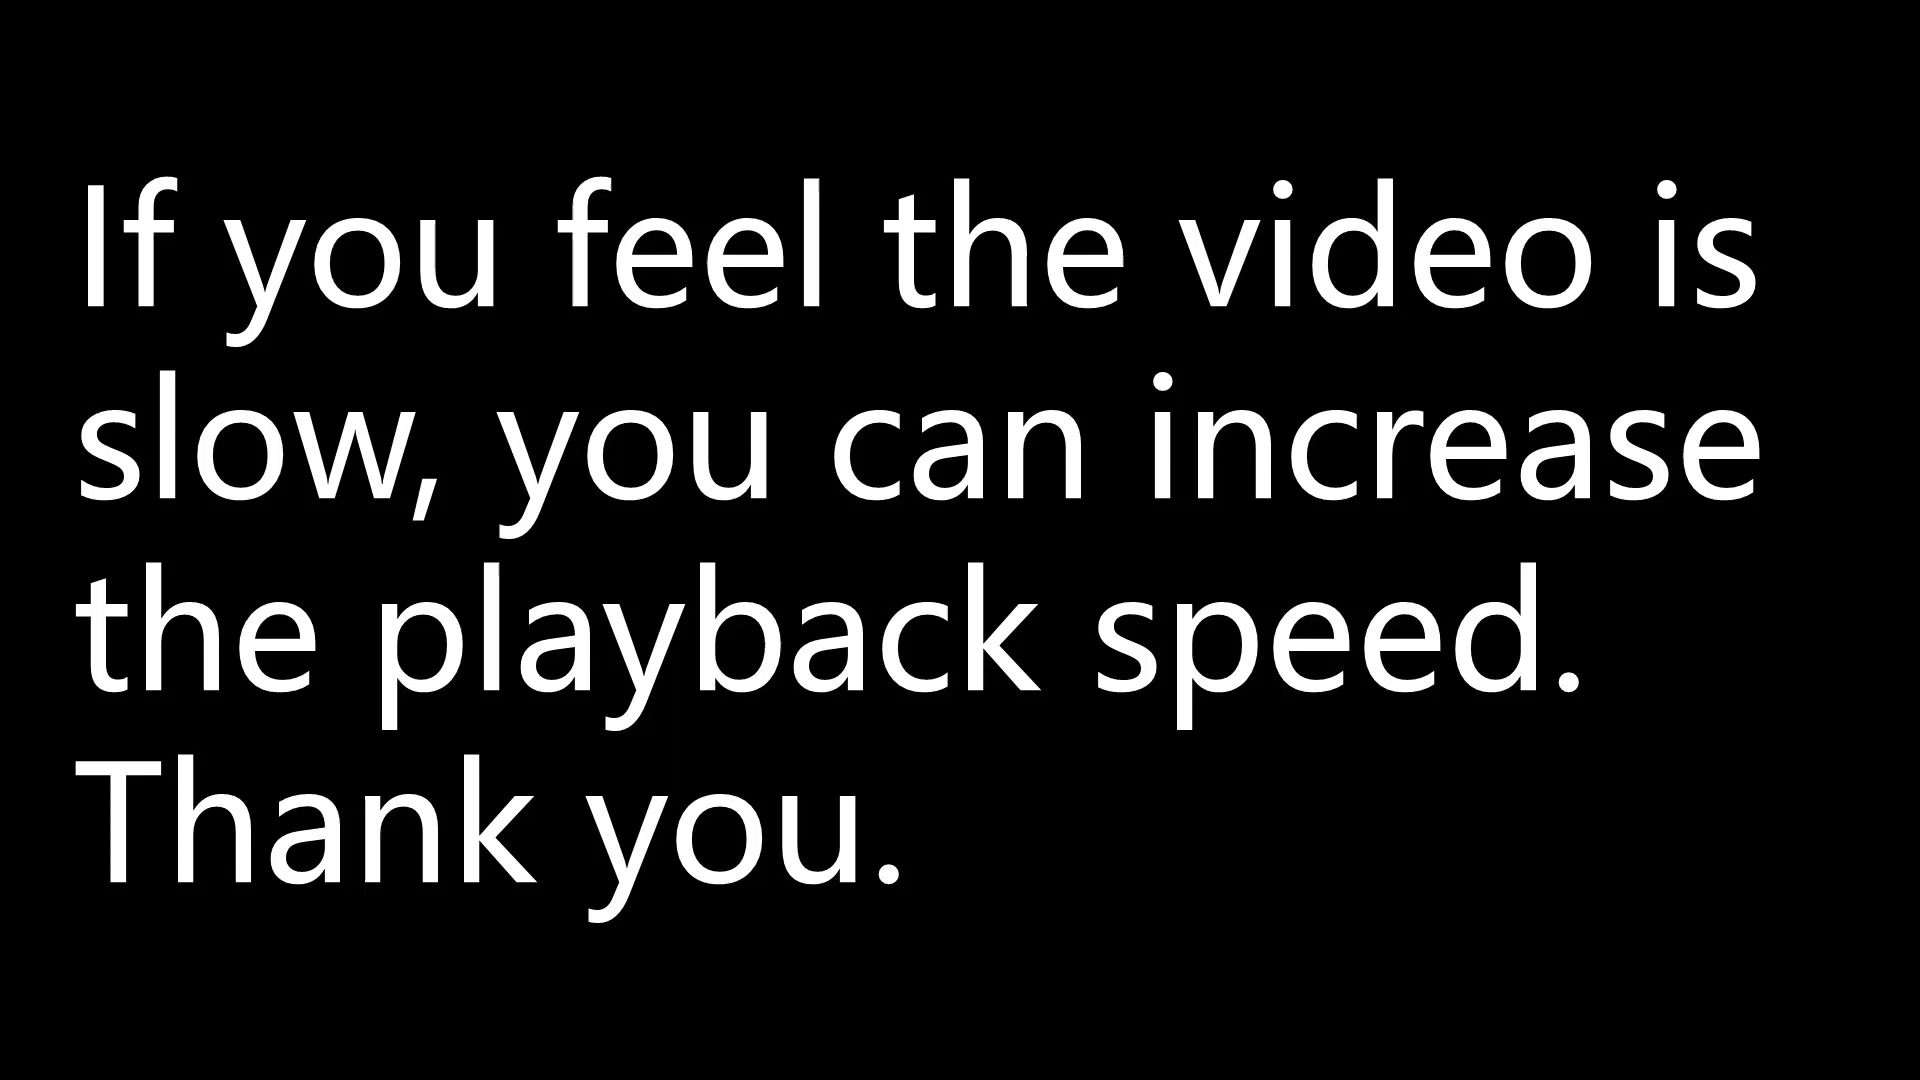 If you feel the video is
slow, you can increase
the playback speed.
Thank you.